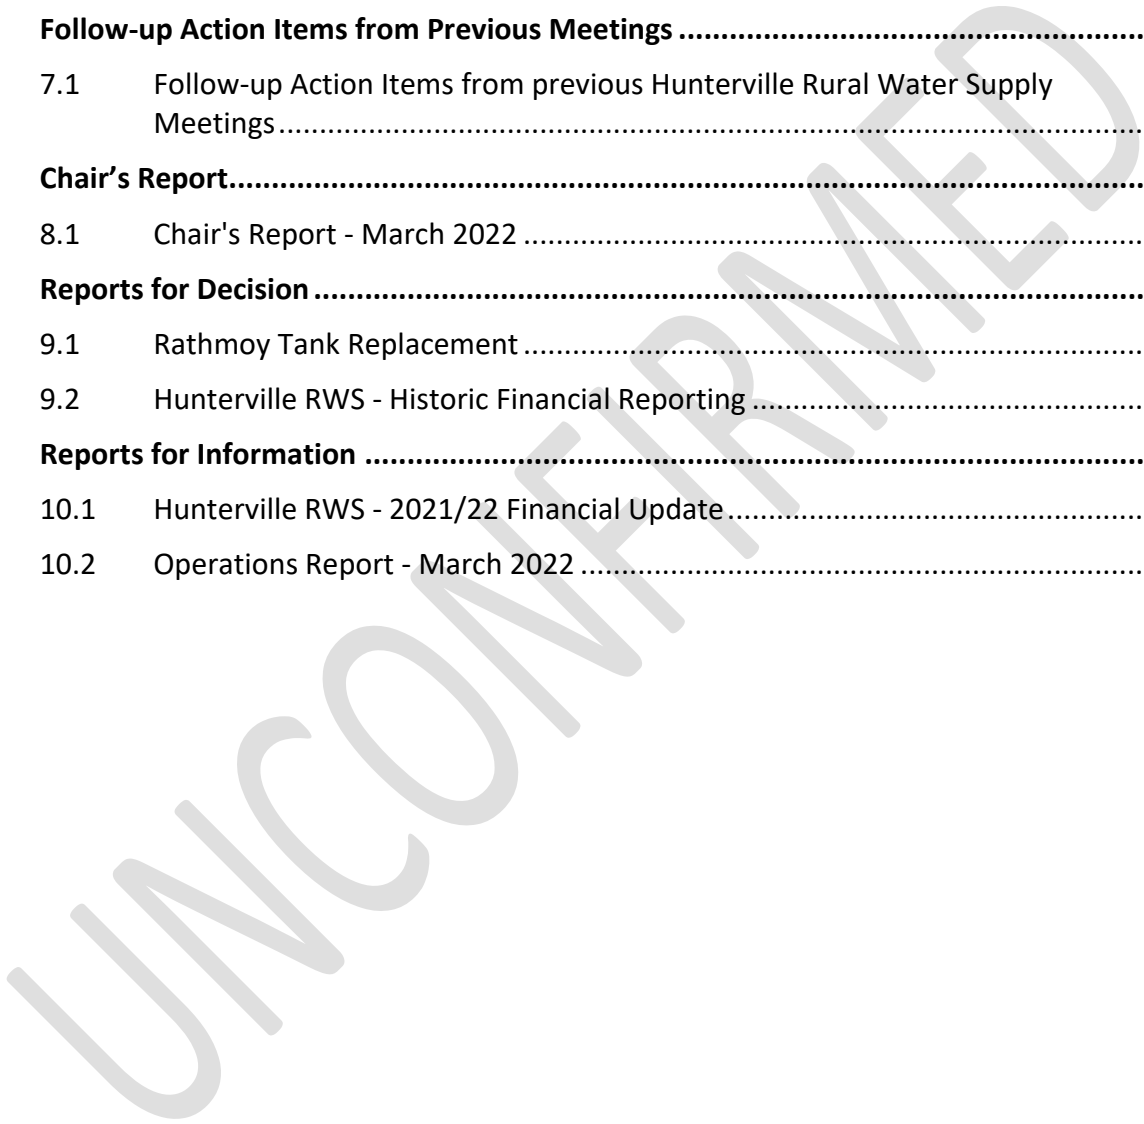 Follow-up Action Items from Previous Meetings ........................................................
7.1 Follow-up Action Items from previous Hunterville Rural Water Supply
Meetings ........................................................................................................
Chair’s Report..............................................................................................................
8.1 Chair's Report - March 2022 ...........................................................................
Reports for Decision ....................................................................................................
9.1 Rathmoy Tank Replacement ...........................................................................
9.2 Hunterville RWS - Historic Financial Reporting ...............................................
Reports for Information ..............................................................................................
10.1 Hunterville RWS - 2021/22 Financial Update ..................................................
10.2 Operations Report - March 2022 ....................................................................
UNCONFIRMED